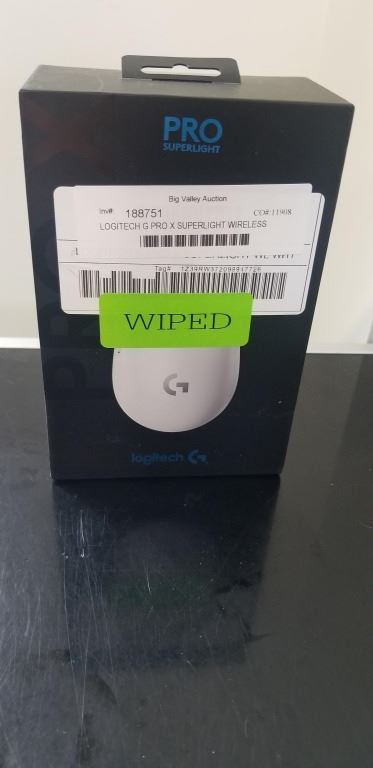 PRO
SUPERLIGHT
Big Valley Auction
Inv# 188751 CO# 11908
LOGITECH G PRO X SUPERLIGHT WIRELESS
Tag#
WIPED
G
logitech G